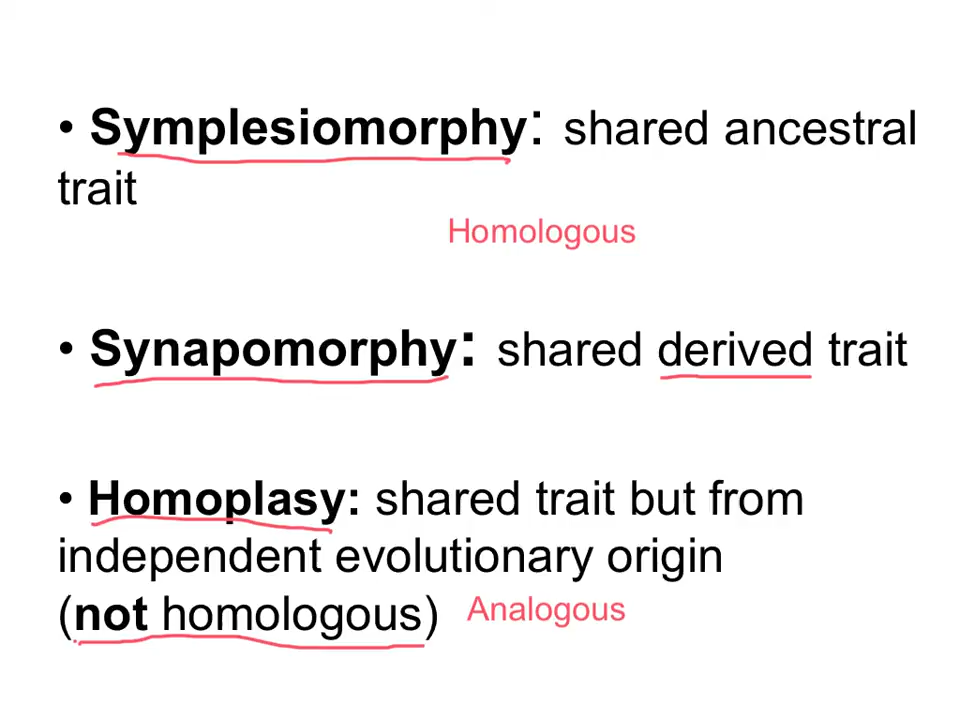 • Symplesiomorphy: shared ancestral
trait
Homologous
• Synapomorphy: shared derived trait
• Homoplasy: shared trait but from
independent evolutionary origin
(not homologous) Analogous